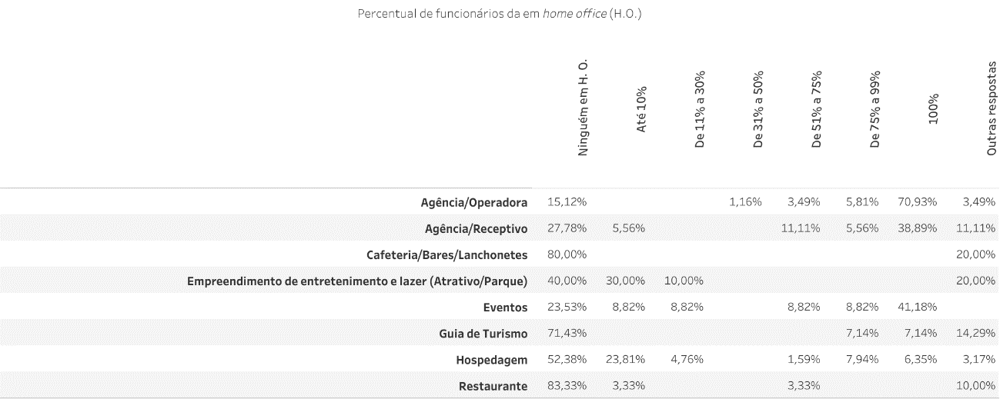 Percentual de funcionários da em home office (H.O.)
Ninguém em H. O. Até 10% De 11% a 30% De 31% a 50% De 51% a 75% De 75% a 99% 100% Outras respostas
Agência/Operadora 15,12% 1,16% 3,49% 5,81% 70,93% 3,49%
Agência/Receptivo 27,78% 5,56% 11,11% 5,56% 38,89% 11,11%
Cafeteria/Bares/Lanchonetes 80,00% 20,00%
Empreendimento de entretenimento e lazer (Atrativo/Parque) 40,00% 30,00% 10,00% 20,00%
Eventos 23,53% 8,82% 8,82% 8,82% 8,82% 41,18%
Guia de Turismo 71,43% 7,14% 7,14% 14,29%
Hospedagem 52,38% 23,81% 4,76% 1,59% 7,94% 6,35% 3,17%
Restaurante 83,33% 3,33% 3,33% 10,00%